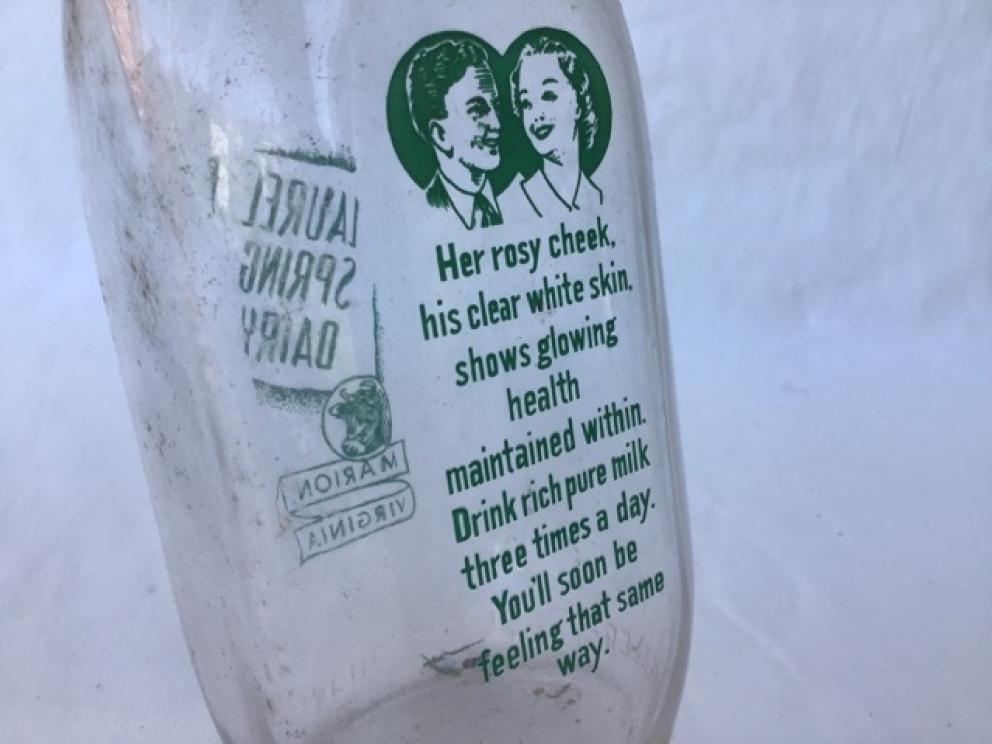 Her rosy cheek,
his clear white skin,
shows glowing
health
maintained within.
Drink rich pure milk
three times a day.
You'll soon be
feeling that same
way.
LAUREL
SPRING
DAIRY
MARION,
VIRGINIA